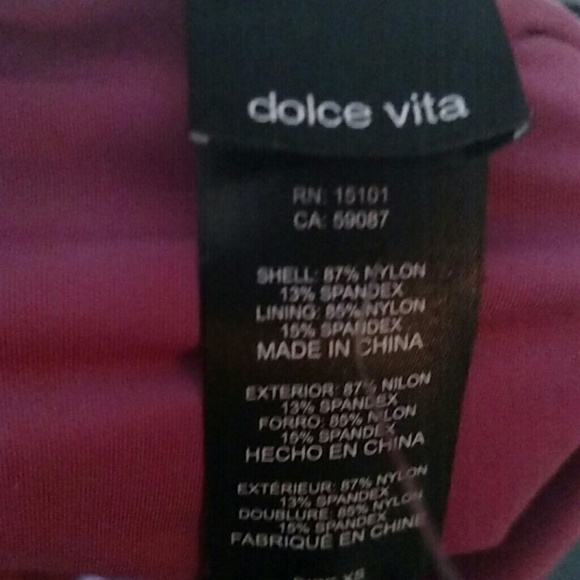 dolce vita
RN: 15101
CA: 59087
SHELL: 87% NYLON
13% SPANDEX
LINING: 85% NYLON
15% SPANDEX
MADE IN CHINA
EXTERIOR: 87% NILON
13% SPANDEX
FORRO: 85% NILON
15% SPANDEX
HECHO EN CHINA
EXTÉRIEUR: 87% NYLON
13% SPANDEX
DOUBLURE: 85% NYLON
15% SPANDEX
FABRIQUÉ EN CHINE
XS